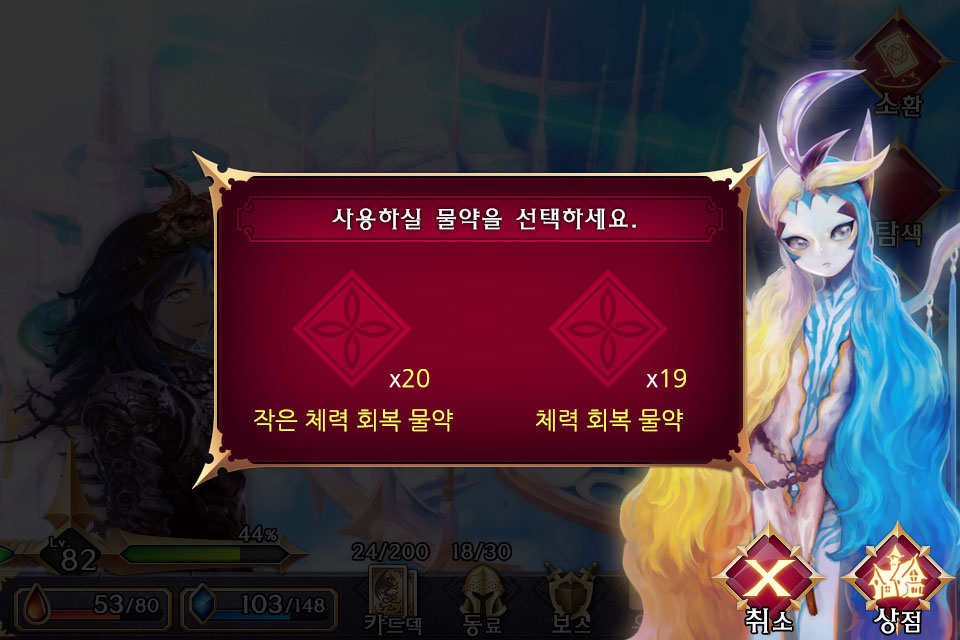 소환
사용하실 물약을 선택하세요.
탐색
x20
x19
작은 체력 회복 물약
체력 회복 물약
44%
Lv.
82
24/200
18/30
53/80
103/148
카드덱
동료
보스
취소
상점